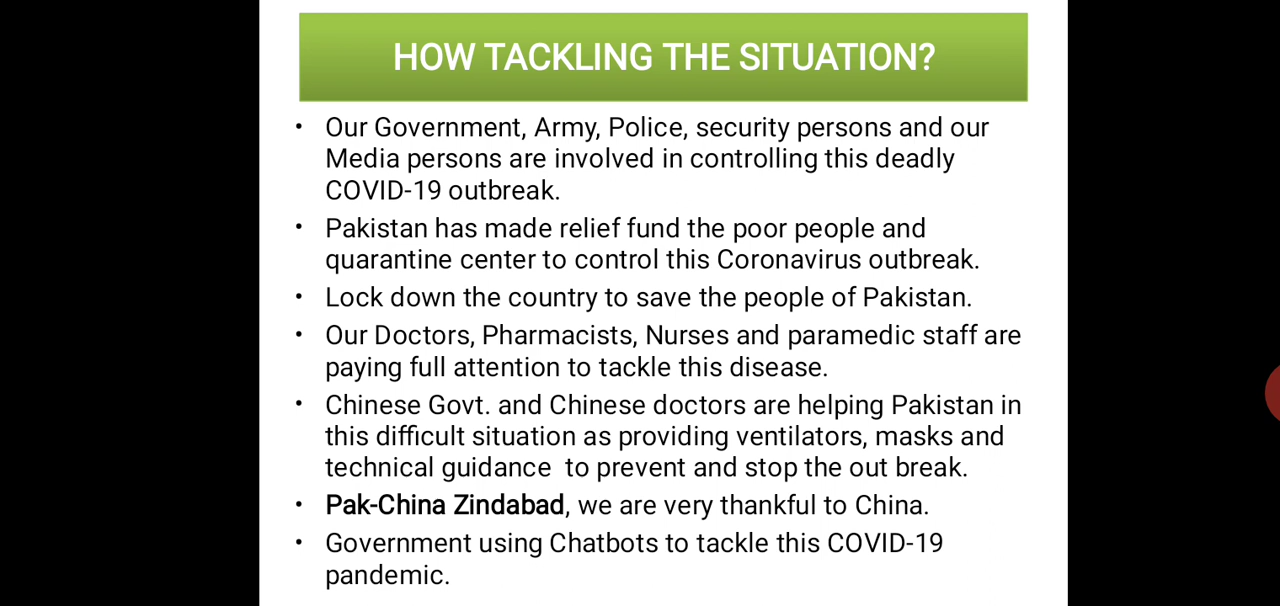 HOW TACKLING THE SITUATION?
• Our Government, Army, Police, security persons and our
Media persons are involved in controlling this deadly
COVID-19 outbreak.
• Pakistan has made relief fund the poor people and
quarantine center to control this Coronavirus outbreak.
• Lock down the country to save the people of Pakistan.
• Our Doctors, Pharmacists, Nurses and paramedic staff are
paying full attention to tackle this disease.
• Chinese Govt. and Chinese doctors are helping Pakistan in
this difficult situation as providing ventilators, masks and
technical guidance  to prevent and stop the out break.
• Pak-China Zindabad, we are very thankful to China.
• Government using Chatbots to tackle this COVID-19
pandemic.